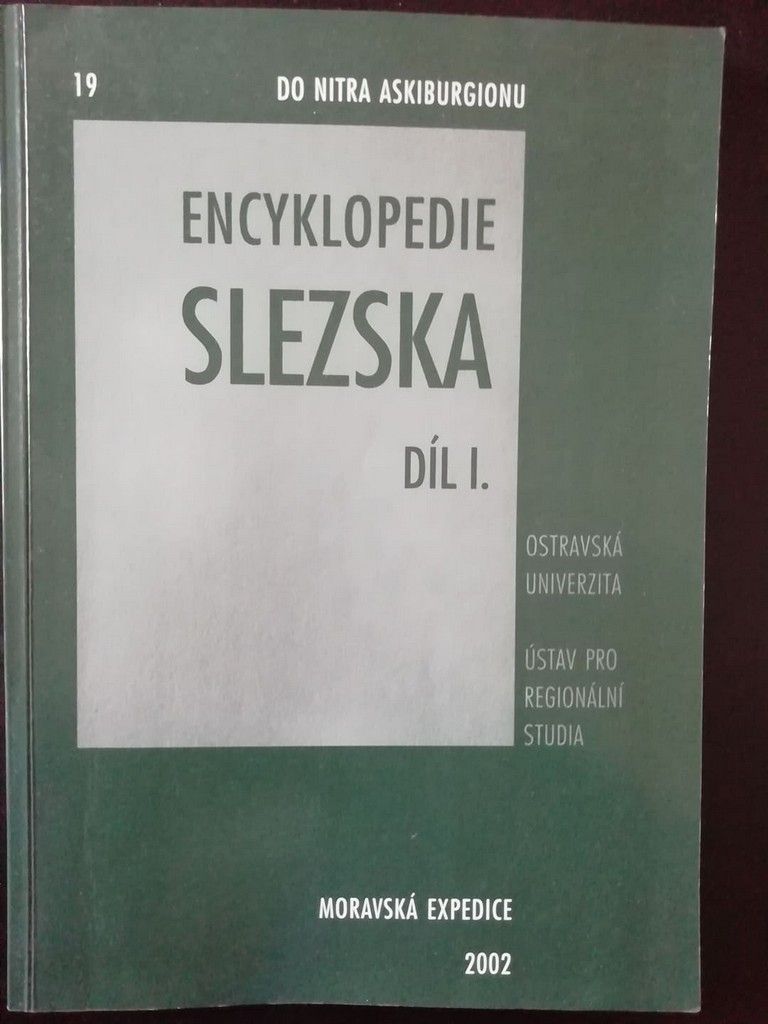 19
DO NITRA ASKIBURGIONU
ENCYKLOPEDIE
SLEZSKA
DÍL I.
OSTRAVSKÁ
UNIVERZITA
ÚSTAV PRO
REGIONÁLNÍ
STUDIA
MORAVSKÁ EXPEDICE
2002